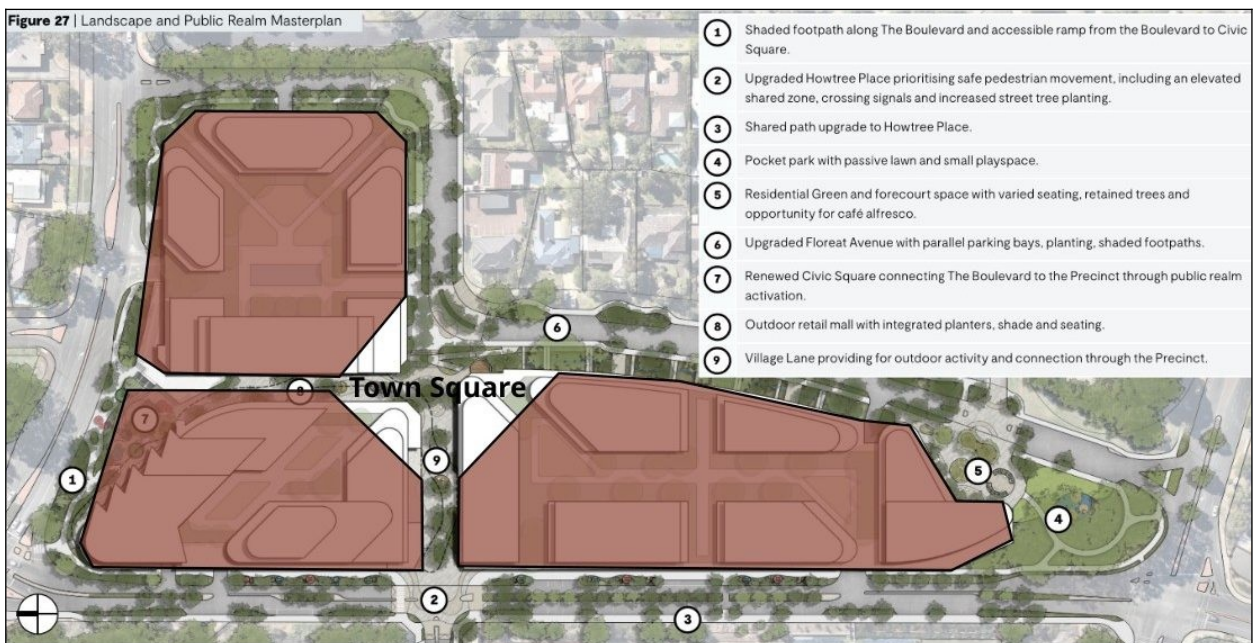 Figure 27 | Landscape and Public Realm Masterplan
1 Shaded footpath along The Boulevard and accessible ramp from the Boulevard to Civic
Square.
2 Upgraded Howtree Place prioritising safe pedestrian movement, including an elevated
shared zone, crossing signals and increased street tree planting.
3 Shared path upgrade to Howtree Place.
4 Pocket park with passive lawn and small playspace.
5 Residential Green and forecourt space with varied seating, retained trees and
opportunity for café alfresco.
6 Upgraded Floreat Avenue with parallel parking bays, planting, shaded footpaths.
7 Renewed Civic Square connecting The Boulevard to the Precinct through public realm
activation.
8 Outdoor retail mall with integrated planters, shade and seating.
9 Village Lane providing for outdoor activity and connection through the Precinct.
6
8
Town Square
7
9
1
5
4
2
3